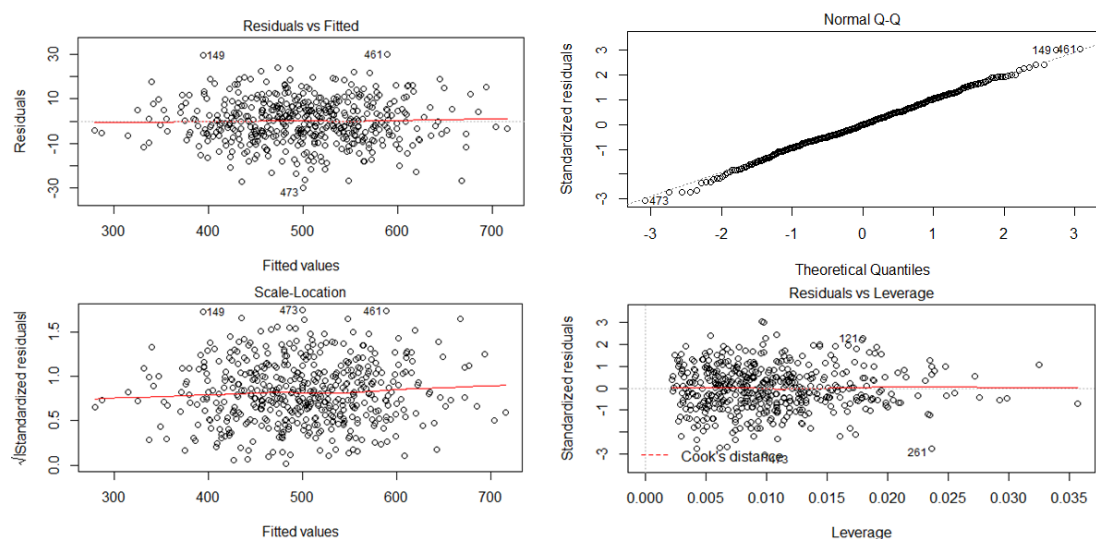 Residuals vs Fitted
Residuals
30
10
-10
-30
149
461
473
300 400 500 600 700
Fitted values
Normal Q-Q
Standardized residuals
3
2
1
0
-1
-3
149
461
473
-3 -2 -1 0 1 2 3
Theoretical Quantiles
Scale-Location
√|Standardized residuals|
1.5
1.0
0.5
0.0
149
473
461
300 400 500 600 700
Fitted values
Residuals vs Leverage
Standardized residuals
3
2
1
0
-1
-3
121
261
473
Cook's distance
0.000 0.005 0.010 0.015 0.020 0.025 0.030 0.035
Leverage